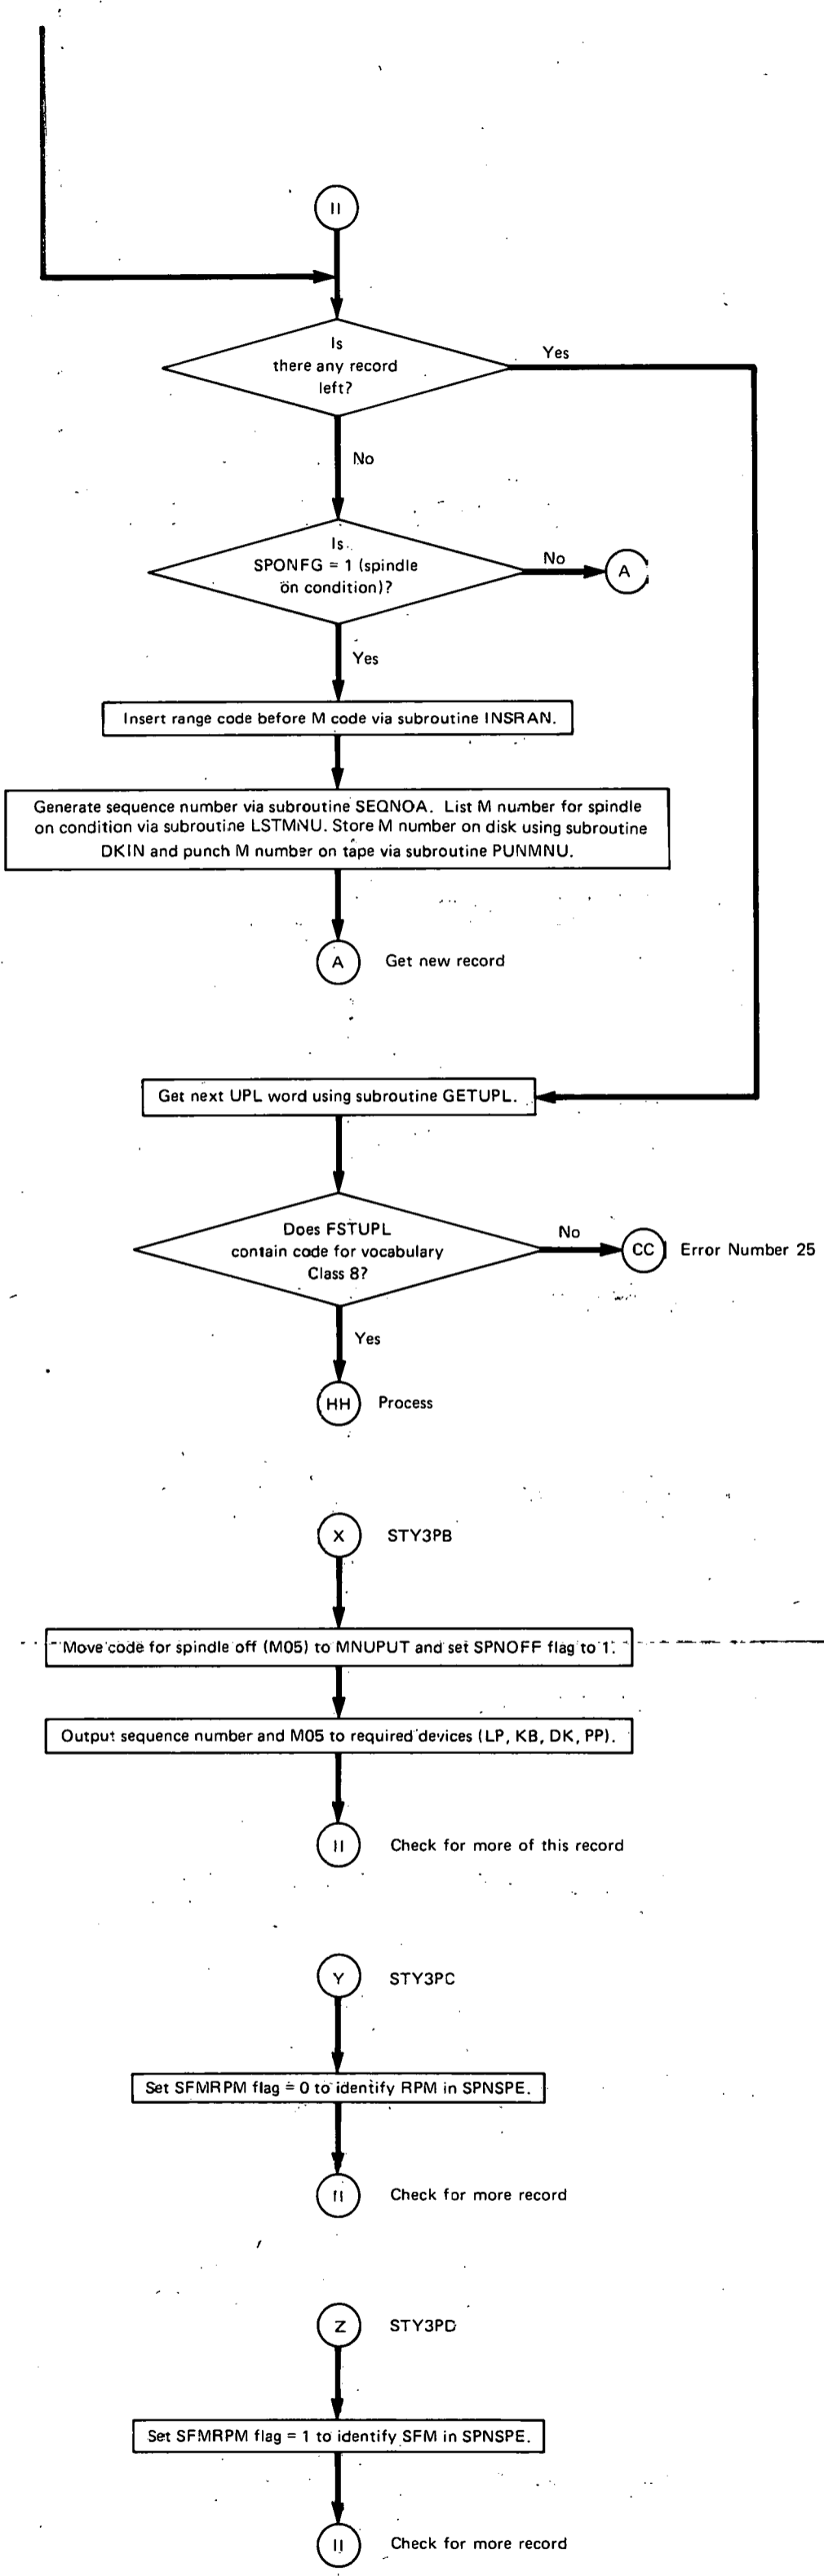 II
Is
there any record
left?
Yes
No
Is
SPONFG = 1 (spindle
on condition)?
No
A
Yes
Insert range code before M code via subroutine INSRAN.
Generate sequence number via subroutine SEQNOA. List M number for spindle
on condition via subroutine LSTMNU. Store M number on disk using subroutine
DKIN and punch M number on tape via subroutine PUNMNU.
A Get new record
Get next UPL word using subroutine GETUPL.
Does FSTUPL
contain code for vocabulary
Class 8?
No
CC Error Number 25
Yes
HH Process
X STY3PB
Move code for spindle off (M05) to MNUPUT and set SPNOFF flag to 1.
Output sequence number and M05 to required devices (LP, KB, DK, PP).
II Check for more of this record
Y STY3PC
Set SFMRPM flag = 0 to identify RPM in SPNSPE.
II Check for more record
Z STY3PD
Set SFMRPM flag = 1 to identify SFM in SPNSPE.
II Check for more record